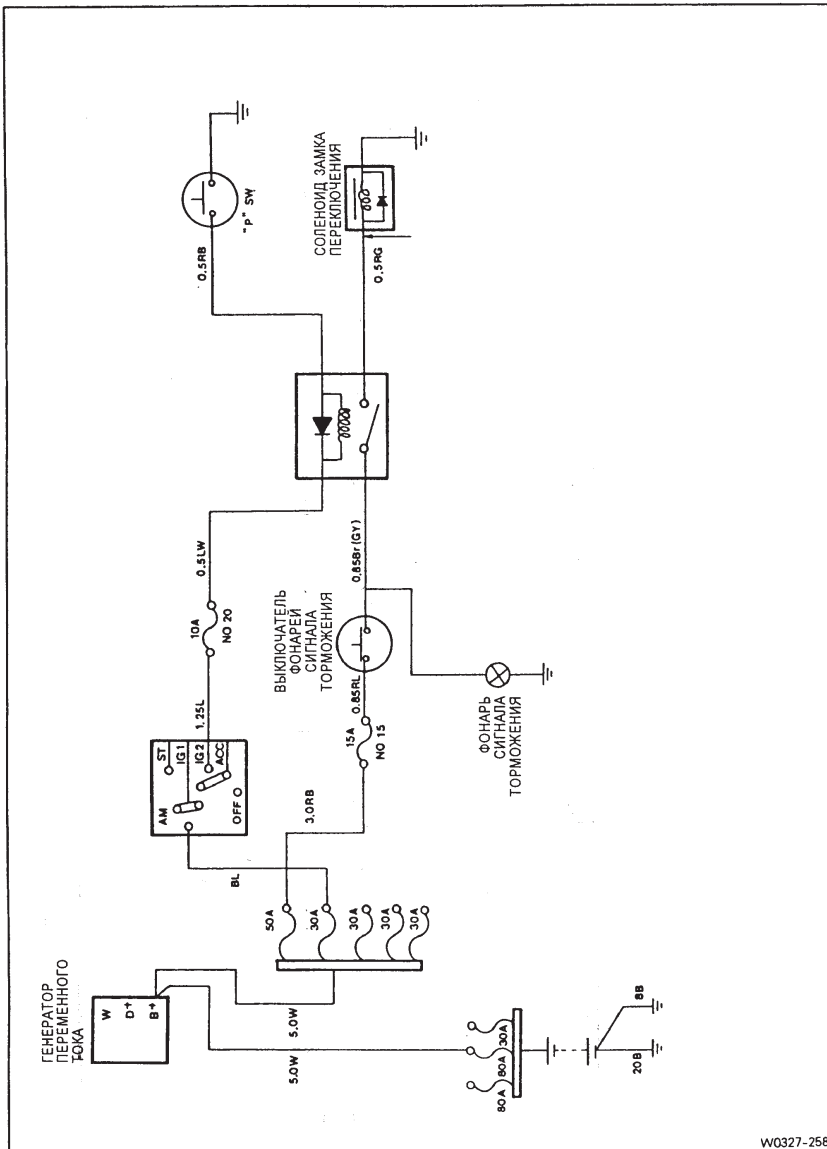 ГЕНЕРАТОР
ПЕРЕМЕННОГО
ТОКА
W
D+
B+
5.0W
5.0W
80A
80A
30A
20B
8B
50A
30A
30A
30A
30A
BL
3.0RB
AM
OFF
ST
IG1
IG2
ACC
1.25L
10A
NO 20
0.5LW
15A
NO 15
0.85RL
ВЫКЛЮЧАТЕЛЬ
ФОНАРЕЙ
СИГНАЛА
ТОРМОЖЕНИЯ
ФОНАРЬ
СИГНАЛА
ТОРМОЖЕНИЯ
0.85Br(GY)
0.5RB
"P" SW
0.5RG
СОЛЕНОИД ЗАМКА
ПЕРЕКЛЮЧЕНИЯ
W0327-258